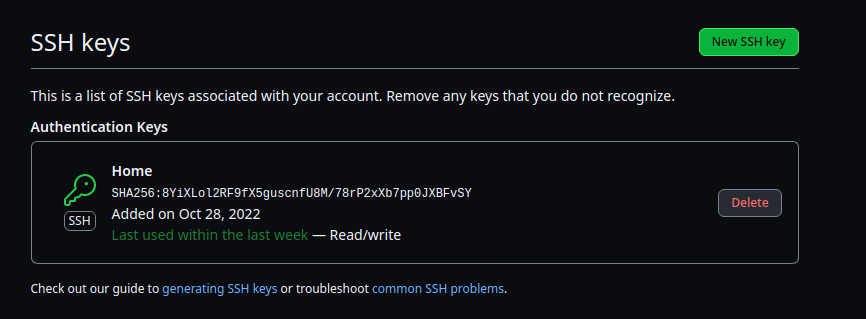 SSH keys
New SSH key
This is a list of SSH keys associated with your account. Remove any keys that you do not recognize.
Authentication Keys
Home
SHA256:8YiXLol2RF9fX5guscnfU8M/78rP2xXb7pp0JXBFvSY
SSH
Added on Oct 28, 2022
Last used within the last week — Read/write
Delete
Check out our guide to generating SSH keys or troubleshoot common SSH problems.